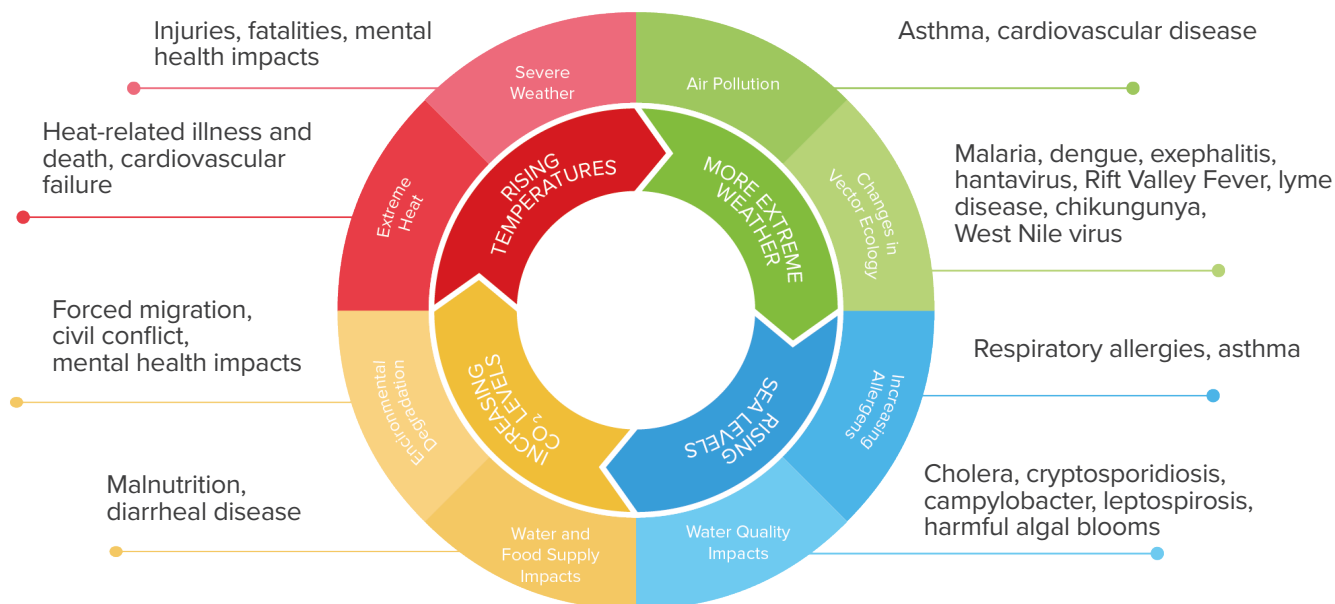 Injuries, fatalities, mental
health impacts
Asthma, cardiovascular disease
Severe
Weather
Air Pollution
Heat-related illness and
death, cardiovascular
failure
Extreme
Heat
RISING
TEMPERATURES
MORE EXTREME
WEATHER
Changes in
Vector Ecology
Malaria, dengue, exephalitis,
hantavirus, Rift Valley Fever, lyme
disease, chikungunya,
West Nile virus
Forced migration,
civil conflict,
mental health impacts
Encironmental
Degradation
INCREASING
CO₂ LEVELS
RISING
SEA LEVELS
Increasing
Allergens
Respiratory allergies, asthma
Malnutrition,
diarrheal disease
Water and
Food Supply
Impacts
Water Quality
Impacts
Cholera, cryptosporidiosis,
campylobacter, leptospirosis,
harmful algal blooms